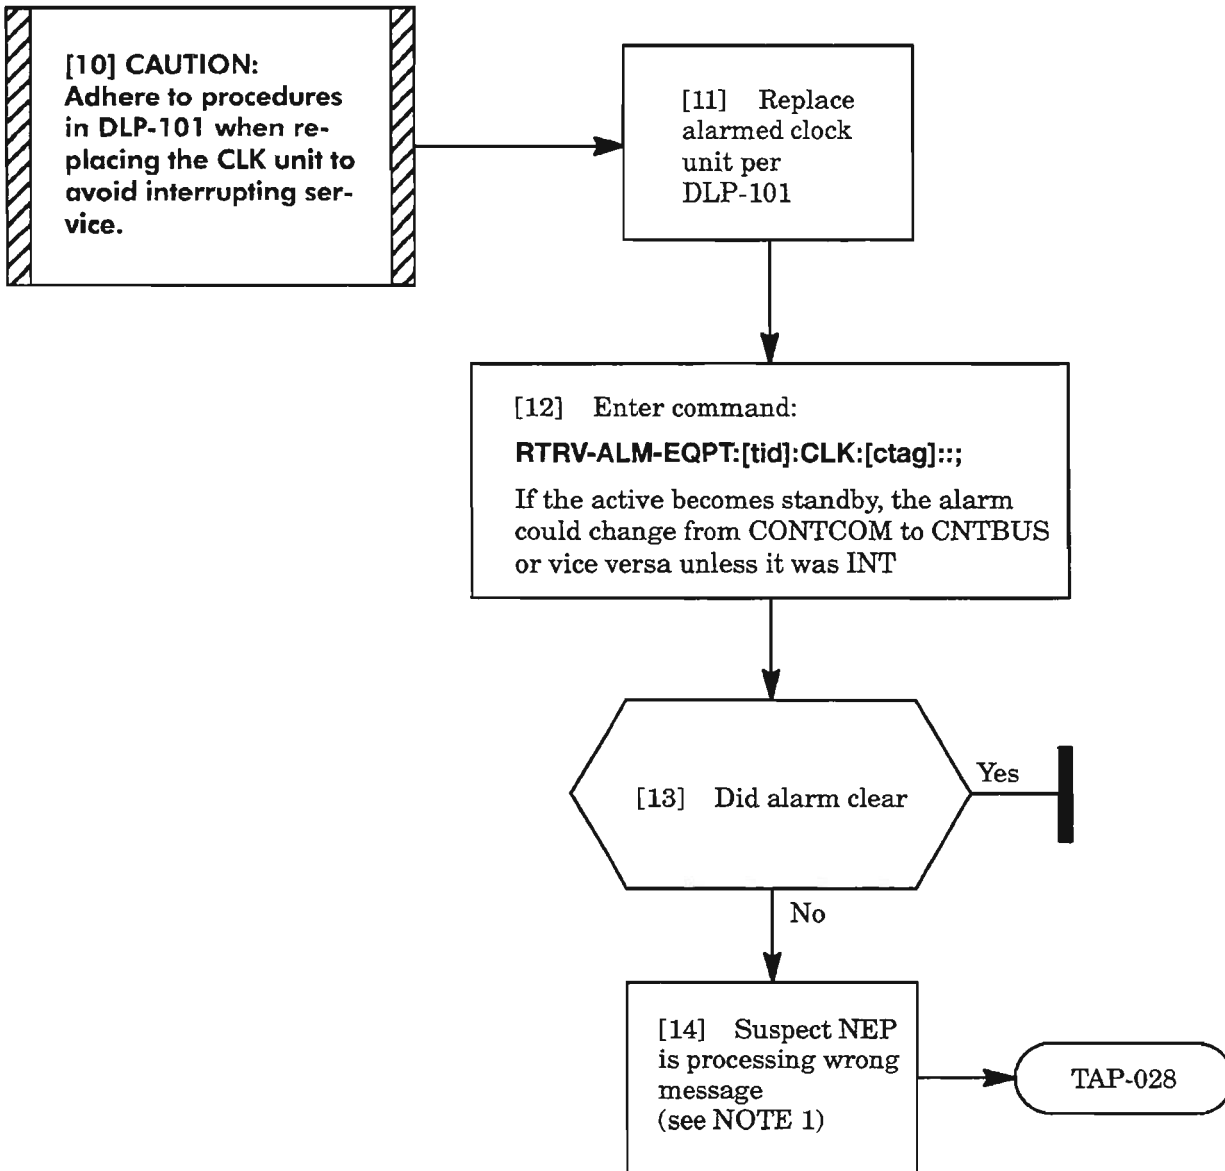 [10] CAUTION:
Adhere to procedures
in DLP-101 when re-
placing the CLK unit to
avoid interrupting ser-
vice.
[11] Replace
alarmed clock
unit per
DLP-101
[12] Enter command:
RTRV-ALM-EQPT:[tid]:CLK:[ctag]::;
If the active becomes standby, the alarm
could change from CONTCOM to CNTBUS
or vice versa unless it was INT
[13] Did alarm clear
Yes
No
[14] Suspect NEP
is processing wrong
message
(see NOTE 1)
TAP-028